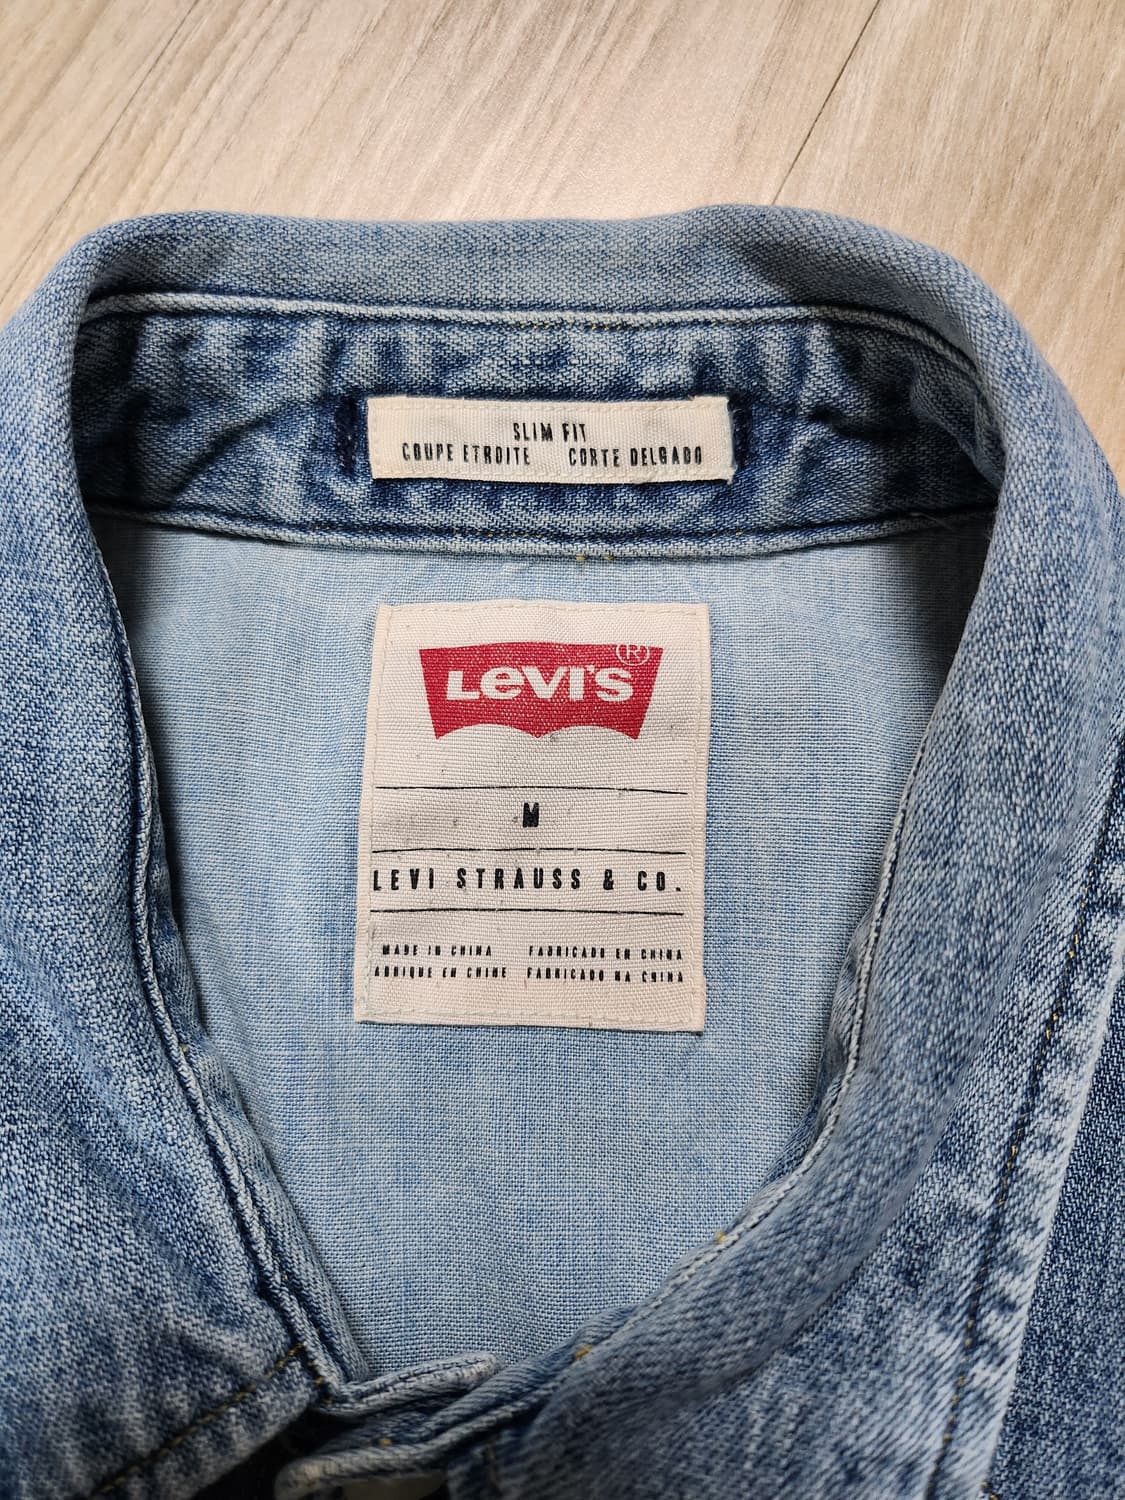 SLIM FIT
COUPE ETROITE CORTE DELGADO
LEVI'S®
M
LEVI STRAUSS & CO.
MADE IN CHINA FABRICADO EN CHINA
ABRIQUE EN CHINE FABRICADO NA CHINA